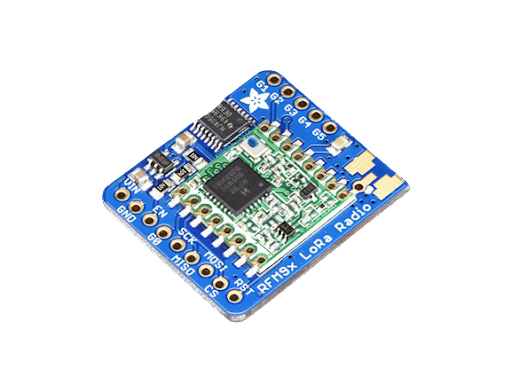 G1
G2
G3
G4
G5
VIN
GND
EN
G0
SCK
MISO
MOSI
CS
RST
RFM9x LoRa Radio